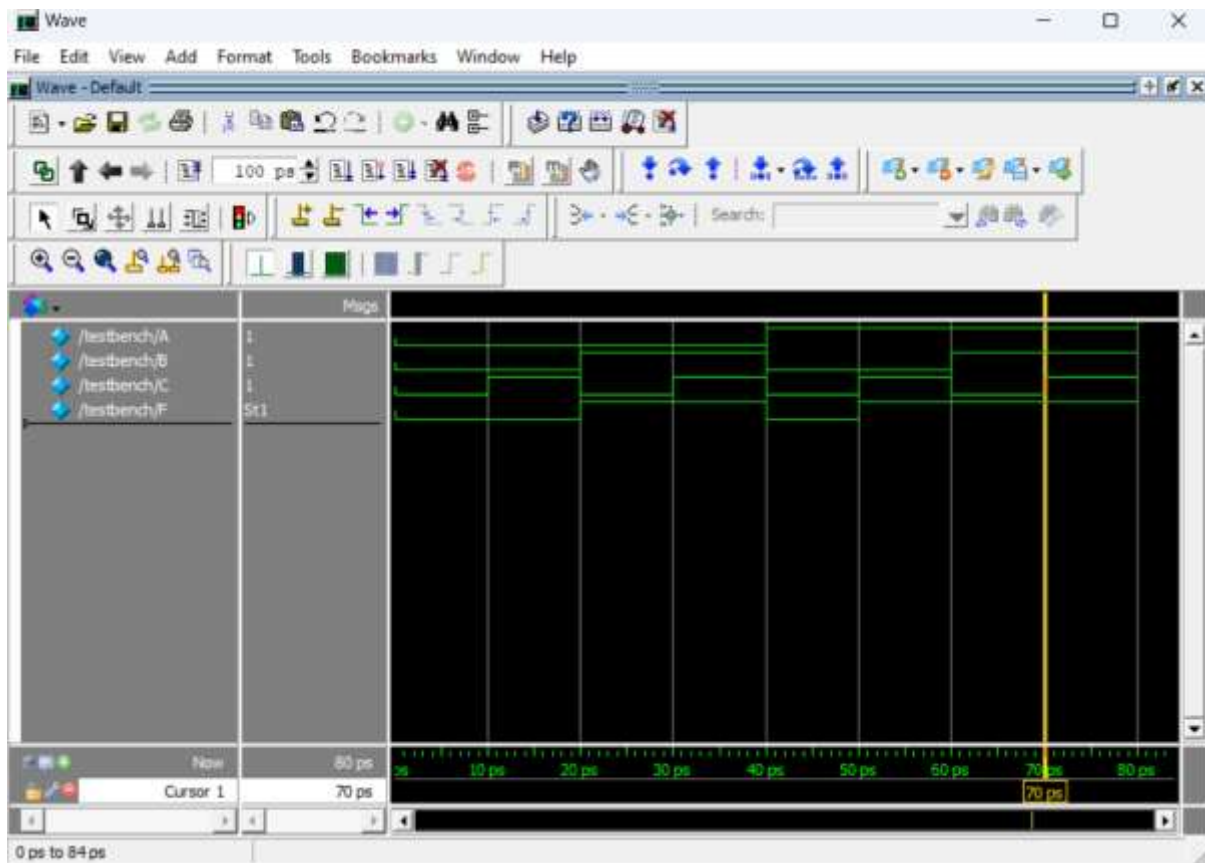 Wave
File Edit View Add Format Tools Bookmarks Window Help
Wave - Default
100 ps
Search:
Msgs
/testbench/A 1
/testbench/B 1
/testbench/C 1
/testbench/F St1
Now 80 ps
ps 10 ps 20 ps 30 ps 40 ps 50 ps 60 ps 70 ps 80 ps
Cursor 1 70 ps
70 ps
0 ps to 84 ps